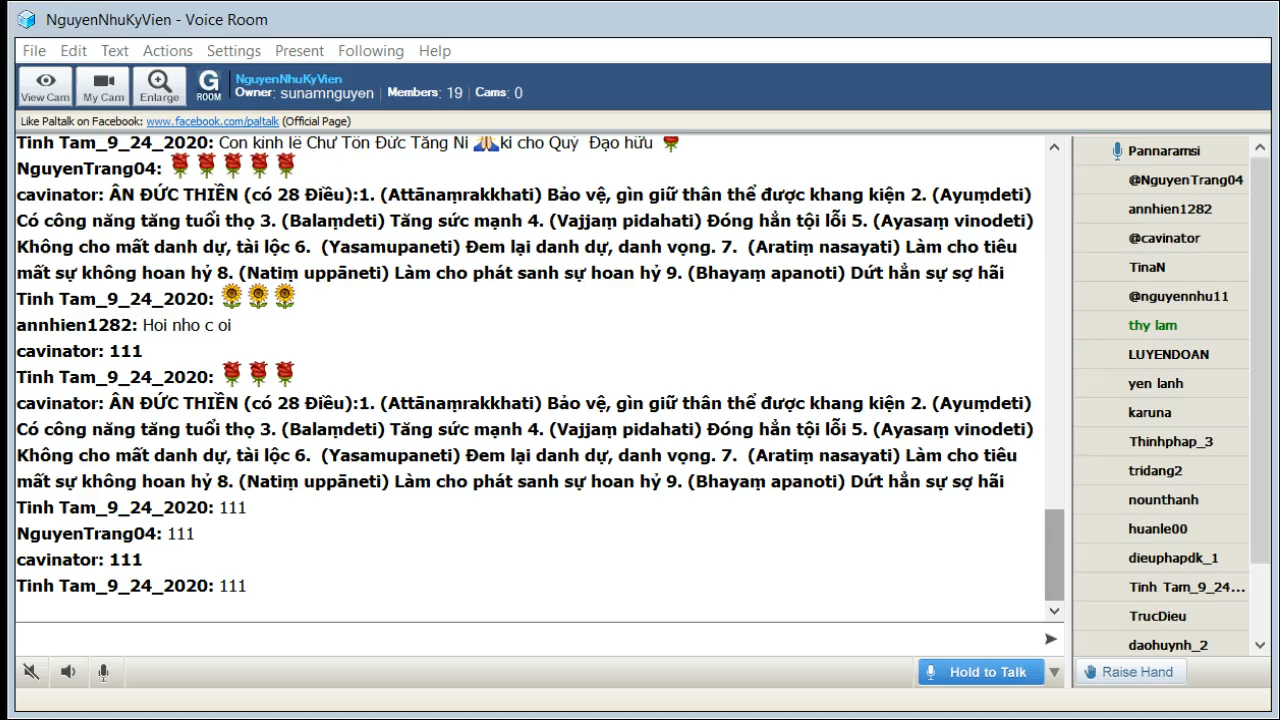 NguyenNhuKyVien - Voice Room
File Edit Text Actions Settings Present Following Help
View Cam My Cam Enlarge G ROOM NguyenNhuKyVien
Owner: sunamnguyen Members: 19 Cams: 0
Like Paltalk on Facebook: www.facebook.com/paltalk (Official Page)
Tinh Tam_9_24_2020: Con kinh lễ Chư Tôn Đức Tăng Ni kí cho Quý Đạo hữu
NguyenTrang04:
cavinator: ÂN ĐỨC THIỀN (có 28 Điều):1. (Attānaṃrakkhati) Bảo vệ, gìn giữ thân thể được khang kiện 2. (Ayuṃdeti)
Có công năng tăng tuổi thọ 3. (Balaṃdeti) Tăng sức mạnh 4. (Vajjaṃ pidahati) Đóng hẳn tội lỗi 5. (Ayasaṃ vinodeti)
Không cho mất danh dự, tài lộc 6. (Yasamupaneti) Đem lại danh dự, danh vọng. 7. (Aratiṃ nasayati) Làm cho tiêu
mất sự không hoan hỷ 8. (Natiṃ uppāneti) Làm cho phát sanh sự hoan hỷ 9. (Bhayaṃ apanoti) Dứt hẳn sự sợ hãi
Tinh Tam_9_24_2020:
annhien1282: Hoi nho c oi
cavinator: 111
Tinh Tam_9_24_2020:
cavinator: ÂN ĐỨC THIỀN (có 28 Điều):1. (Attānaṃrakkhati) Bảo vệ, gìn giữ thân thể được khang kiện 2. (Ayuṃdeti)
Có công năng tăng tuổi thọ 3. (Balaṃdeti) Tăng sức mạnh 4. (Vajjaṃ pidahati) Đóng hẳn tội lỗi 5. (Ayasaṃ vinodeti)
Không cho mất danh dự, tài lộc 6. (Yasamupaneti) Đem lại danh dự, danh vọng. 7. (Aratiṃ nasayati) Làm cho tiêu
mất sự không hoan hỷ 8. (Natiṃ uppāneti) Làm cho phát sanh sự hoan hỷ 9. (Bhayaṃ apanoti) Dứt hẳn sự sợ hãi
Tinh Tam_9_24_2020: 111
NguyenTrang04: 111
cavinator: 111
Tinh Tam_9_24_2020: 111
Pannaramsi
@NguyenTrang04
annhien1282
@cavinator
TinaN
@nguyennhu11
thy lam
LUYENDOAN
yen lanh
karuna
Thinhphap_3
tridang2
nounthanh
huanle00
dieuphapdk_1
Tinh Tam_9_24...
TrucDieu
daohuynh_2
Hold to Talk
Raise Hand